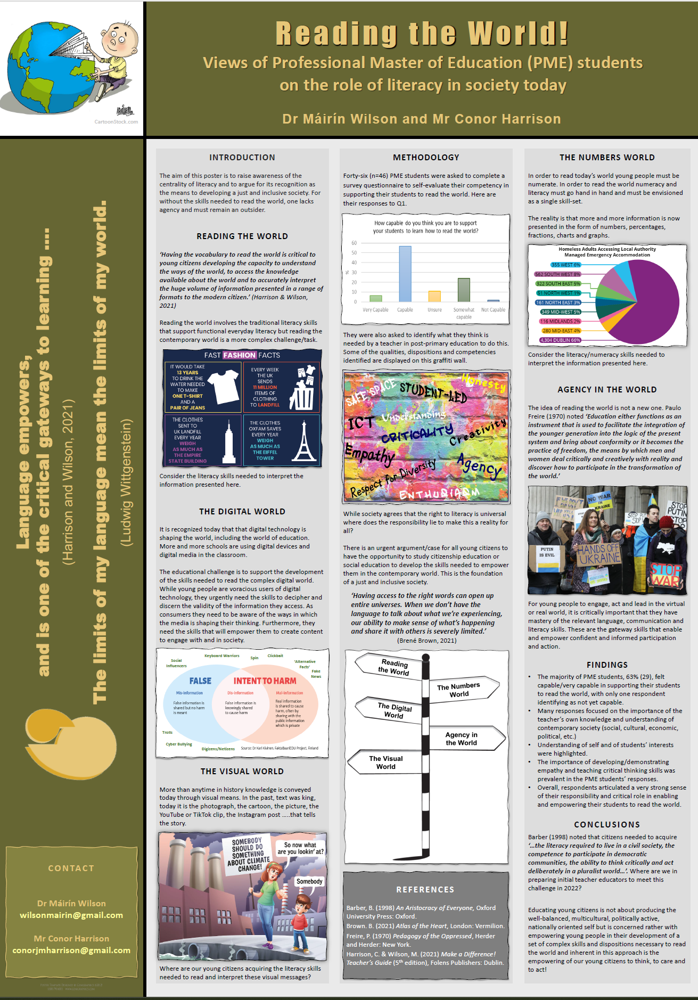 CartoonStock.com
Reading the World!
Views of Professional Master of Education (PME) students
on the role of literacy in society today
Dr Máirín Wilson and Mr Conor Harrison
Language empowers,
and is one of the critical gateways to learning ....
(Harrison and Wilson, 2021)
The limits of my language mean the limits of my world.
(Ludwig Wittgenstein)
CONTACT
Dr Máirín Wilson
wilsonmairin@gmail.com
Mr Conor Harrison
conorjmharrison@gmail.com
INTRODUCTION
The aim of this poster is to raise awareness of the
centrality of literacy and to argue for its recognition as
the means to developing a just and inclusive society. For
without the skills needed to read the world, one lacks
agency and must remain an outsider.
READING THE WORLD
‘Having the vocabulary to read the world is critical to
young citizens developing the capacity to understand
the ways of the world, to access the knowledge
available about the world and to accurately interpret
the huge volume of information presented in a range of
formats to the modern citizen.’ (Harrison & Wilson,
2021)
Reading the world involves the traditional literacy skills
that support functional everyday literacy but reading the
contemporary world is a more complex challenge/task.
FAST FASHION FACTS
IT WOULD TAKE
13 YEARS
TO DRINK THE
WATER NEEDED
TO MAKE
ONE T-SHIRT
AND A
PAIR OF JEANS
EVERY WEEK
THE UK
SENDS
11 MILLION
ITEMS OF
CLOTHING
TO LANDFILL
THE CLOTHES
SENT TO
UK LANDFILL
EVERY YEAR
WEIGH
AS MUCH AS
THE EMPIRE
STATE BUILDING
THE CLOTHES
OXFAM SAVES
EVERY YEAR
WEIGH
AS MUCH AS
THE EIFFEL
TOWER
Consider the literacy skills needed to interpret the
information presented here.
THE DIGITAL WORLD
It is recognized today that that digital technology is
shaping the world, including the world of education.
More and more schools are using digital devices and
digital media in the classroom.
The educational challenge is to support the development
of the skills needed to read the complex digital world.
While young people are voracious users of digital
technology, they urgently need the skills to decipher and
discern the validity of the information they access. As
consumers they need to be aware of the ways in which
the media is shaping their thinking. Furthermore, they
need the skills that will empower them to create content
to engage with and in society.
Social
Influencers
Keyboard Warriors
Spin
Clickbait
‘Alternative
Facts’
Fake
News
FALSE
INTENT TO HARM
Mis-information
False information is
shared but no harm
is meant
Dis-information
False information is
knowingly shared
to cause harm
Mal-information
Real information
is shared to cause
harm, often by
sharing with the
public information
which is private
Trolls
Cyber Bullying
Digizens/Netizens
Source: Dr Kari Kivinen, FaktaBaariEDU Project, Finland
THE VISUAL WORLD
More than anytime in history knowledge is conveyed
today through visual means. In the past, text was king,
today it is the photograph, the cartoon, the picture, the
YouTube or TikTok clip, the Instagram post .....that tells
the story.
SOMEBODY
SHOULD DO
SOMETHING
ABOUT CLIMATE
CHANGE!
So now what
are you lookin' at?
Somebody
Where are our young citizens acquiring the literacy skills
needed to read and interpret these visual messages?
METHODOLOGY
Forty-six (n=46) PME students were asked to complete a
survey questionnaire to self-evaluate their competency in
supporting their students to read the world. Here are
their responses to Q1.
How capable do you think you are to support
your students to learn how to read the world?
60
50
40
30
20
10
0
%
Very Capable
Capable
Unsure
Somewhat
capable
Not Capable
They were also asked to identify what they think is
needed by a teacher in post-primary education to do this.
Some of the qualities, dispositions and competencies
identified are displayed on this graffiti wall.
SAFE SPACE
STUDENT-LED
Honesty
Understanding
ICT
CRITICALITY
Creativity
Empathy
Agency
Respect for Diversity
ENTHUSIASM
While society agrees that the right to literacy is universal
where does the responsibility lie to make this a reality for
all?
There is an urgent argument/case for all young citizens to
have the opportunity to study citizenship education or
social education to develop the skills needed to empower
them in the contemporary world. This is the foundation
of a just and inclusive society.
‘Having access to the right words can open up
entire universes. When we don’t have the
language to talk about what we’re experiencing,
our ability to make sense of what’s happening
and share it with others is severely limited.’
(Brené Brown, 2021)
Reading
the World
The Numbers
World
The Digital
World
Agency in
the World
The Visual
World
REFERENCES
Barber, B. (1998) An Aristocracy of Everyone, Oxford
University Press: Oxford.
Brown. B. (2021) Atlas of the Heart, London: Vermilion.
Freire, P. (1970) Pedagogy of the Oppressed, Herder
and Herder: New York.
Harrison, C. & Wilson, M. (2021) Make a Difference!
Teacher’s Guide (5th edition), Folens Publishers: Dublin.
THE NUMBERS WORLD
In order to read today’s world young people must be
numerate. In order to read the world numeracy and
literacy must go hand in hand and must be envisioned
as a single skill-set.
The reality is that more and more information is now
presented in the form of numbers, percentages,
fractions, charts and graphs.
Homeless Adults Accessing Local Authority
Managed Emergency Accommodation
355 WEST 6%
562 SOUTH WEST 8%
322 SOUTH EAST 5%
51 NORTH WEST 1%
161 NORTH EAST 3%
349 MID-WEST 5%
116 MIDLANDS 2%
280 MID-EAST 4%
4,304 DUBLIN 66%
Consider the literacy/numeracy skills needed to
interpret the information presented here.
AGENCY IN THE WORLD
The idea of reading the world is not a new one. Paulo
Freire (1970) noted ‘Education either functions as an
instrument that is used to facilitate the integration of
the younger generation into the logic of the present
system and bring about conformity or it becomes the
practice of freedom, the means by which men and
women deal critically and creatively with reality and
discover how to participate in the transformation of
the world.’
NO WAR
IN
UKRAINE
STOP
PUTIN
STOP
PUTIN
IS EVIL
HANDS OFF
UKRAINE
STOP
WAR
For young people to engage, act and lead in the virtual
or real world, it is critically important that they have
mastery of the relevant language, communication and
literacy skills. These are the gateway skills that enable
and empower confident and informed participation
and action.
FINDINGS
• The majority of PME students, 63% (29), felt
capable/very capable in supporting their students
to read the world, with only one respondent
identifying as not yet capable.
• Many responses focused on the importance of the
teacher’s own knowledge and understanding of
contemporary society (social, cultural, economic,
political, etc.)
• Understanding of self and of students’ interests
were highlighted.
• The importance of developing/demonstrating
empathy and teaching critical thinking skills was
prevalent in the PME students’ responses.
• Overall, respondents articulated a very strong sense
of their responsibility and critical role in enabling
and empowering their students to read the world.
CONCLUSIONS
Barber (1998) noted that citizens needed to acquire
‘…the literacy required to live in a civil society, the
competence to participate in democratic
communities, the ability to think critically and act
deliberately in a pluralist world…’. Where are we in
preparing initial teacher educators to meet this
challenge in 2022?
Educating young citizens is not about producing the
well-balanced, multicultural, politically active,
nationally oriented self but is concerned rather with
empowering young people in their development of a
set of complex skills and dispositions necessary to read
the world and inherent in this approach is the
empowering of our young citizens to think, to care and
to act!